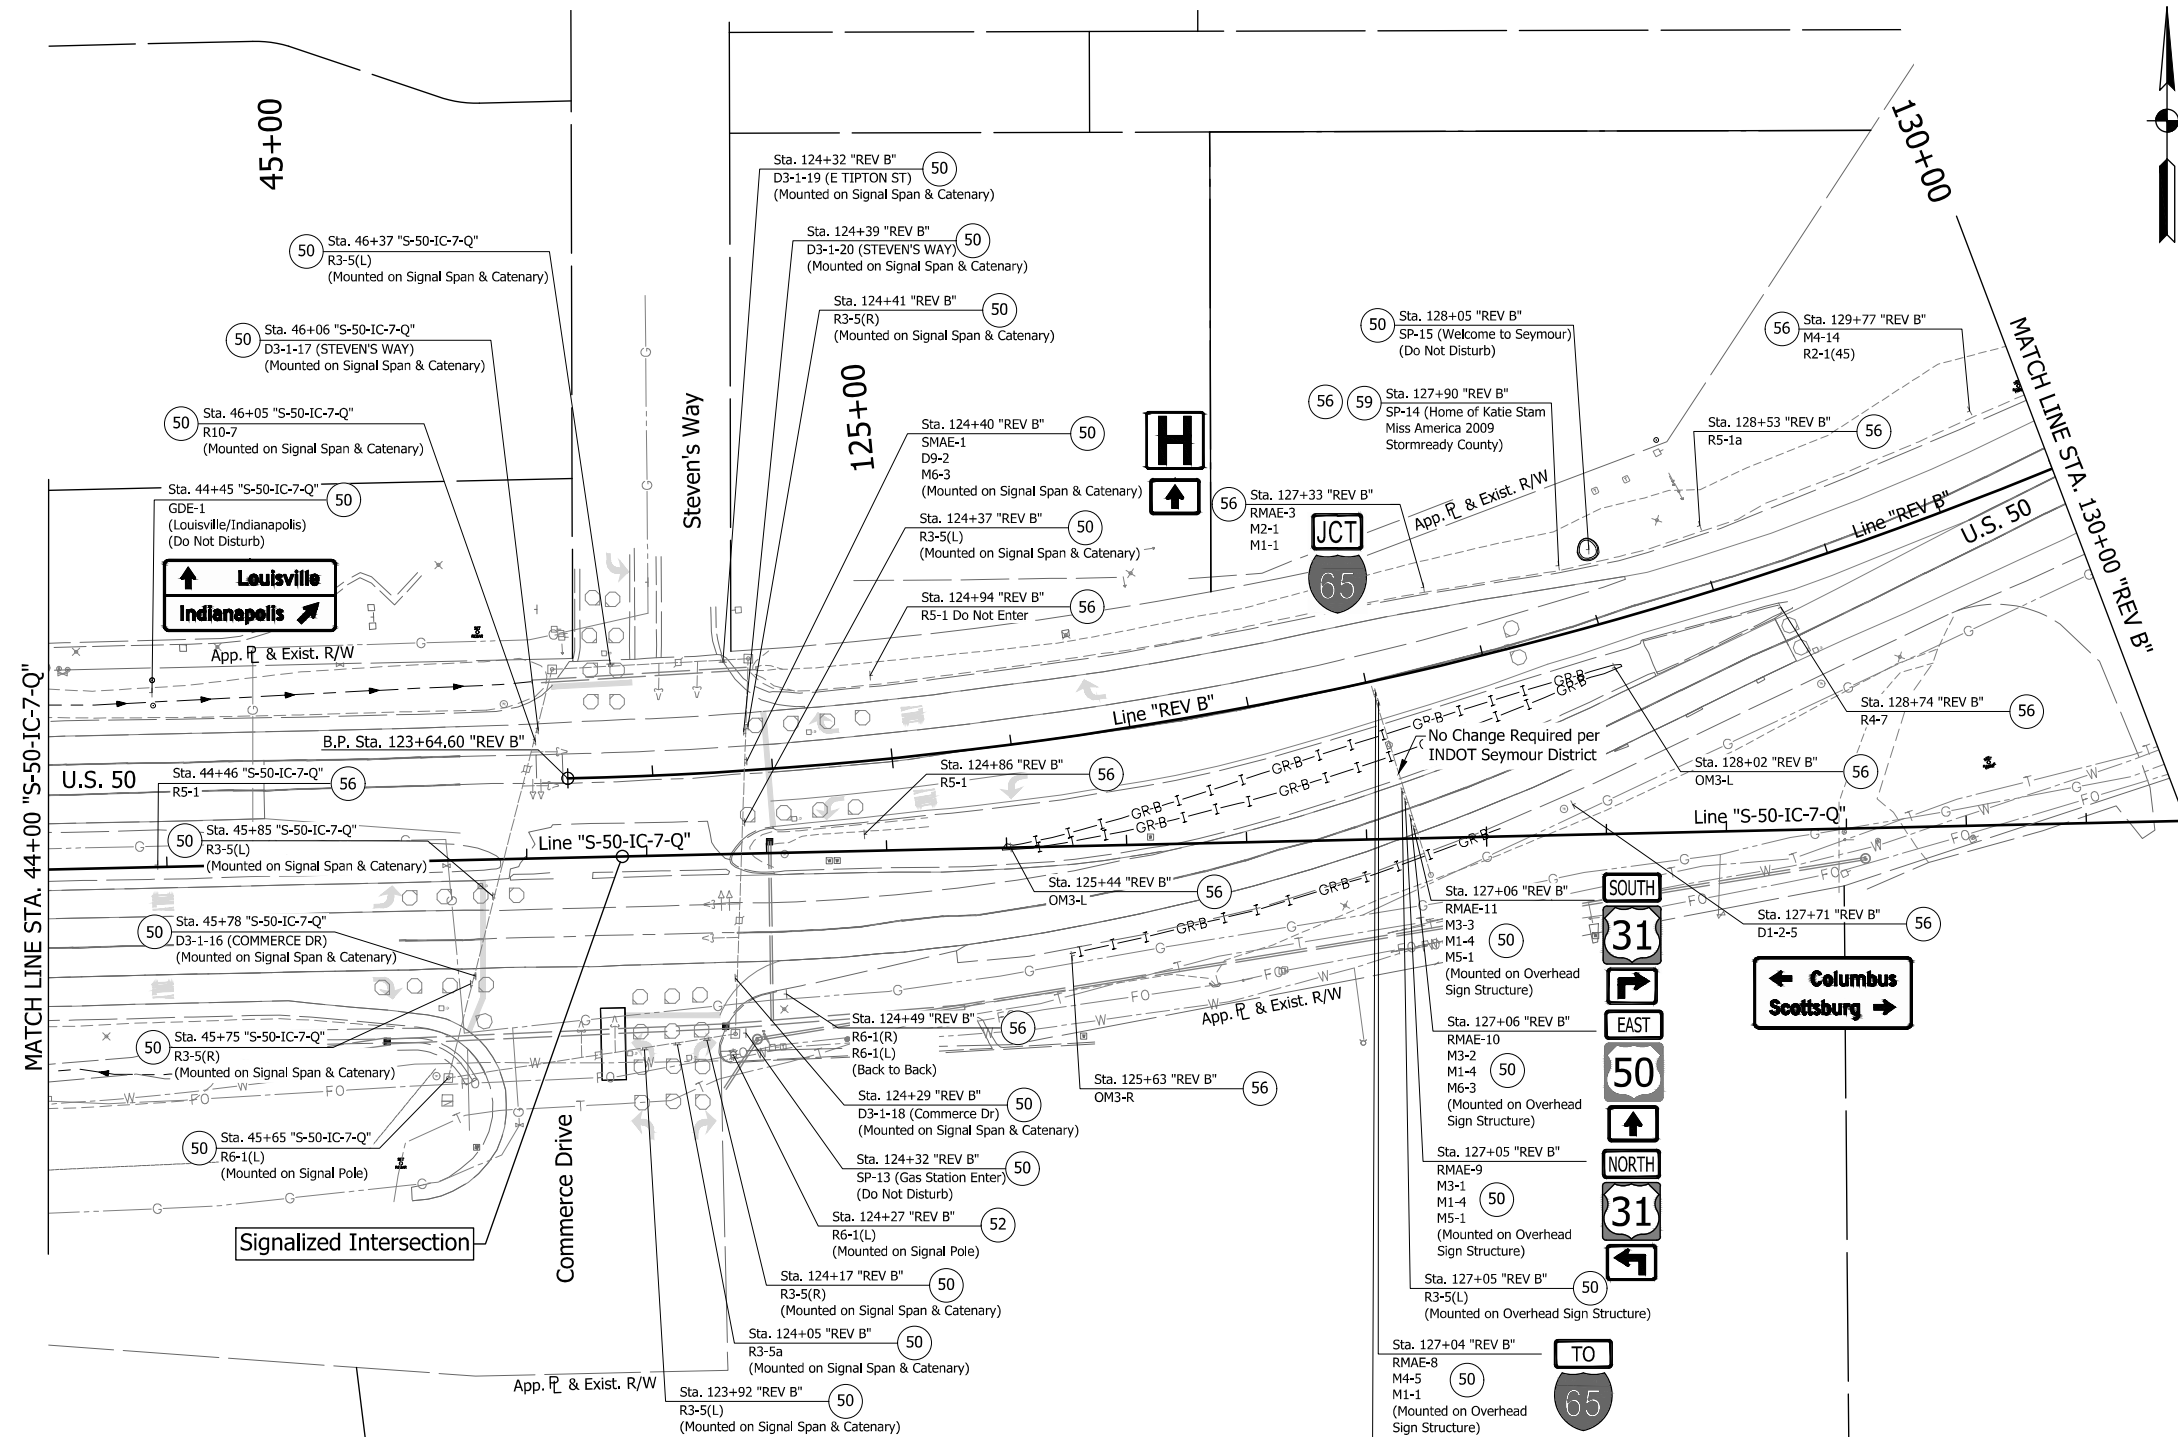 45+00
130+00
Sta. 124+32 "REV B"
D3-1-19 (E TIPTON ST)
(Mounted on Signal Span & Catenary)
50
Sta. 124+39 "REV B"
D3-1-20 (STEVEN'S WAY)
(Mounted on Signal Span & Catenary)
50
50
Sta. 46+37 "S-50-IC-7-Q"
R3-5(L)
(Mounted on Signal Span & Catenary)
Sta. 124+41 "REV B"
R3-5(R)
(Mounted on Signal Span & Catenary)
50
50
Sta. 46+06 "S-50-IC-7-Q"
D3-1-17 (STEVEN'S WAY)
(Mounted on Signal Span & Catenary)
50
Sta. 128+05 "REV B"
SP-15 (Welcome to Seymour)
(Do Not Disturb)
56
Sta. 129+77 "REV B"
M4-14
R2-1(45)
MATCH LINE STA. 130+00 "REV B"
56
59
Sta. 127+90 "REV B"
SP-14 (Home of Katie Stam
Miss America 2009
Stormready County)
Sta. 128+53 "REV B"
R5-1a
56
50
Sta. 46+05 "S-50-IC-7-Q"
R10-7
(Mounted on Signal Span & Catenary)
Steven's Way
125+00
Sta. 124+40 "REV B"
SMAE-1
D9-2
M6-3
(Mounted on Signal Span & Catenary)
50
H
Sta. 44+45 "S-50-IC-7-Q"
GDE-1
(Louisville/Indianapolis)
(Do Not Disturb)
50
Louisville
Indianapolis
Sta. 124+37 "REV B"
R3-5(L)
(Mounted on Signal Span & Catenary)
50
56
Sta. 127+33 "REV B"
RMAE-3
M2-1
M1-1
JCT
65
App. PL & Exist. R/W
Line "REV B"
U.S. 50
Sta. 124+94 "REV B"
R5-1 Do Not Enter
56
App. PL & Exist. R/W
MATCH LINE STA. 44+00 "S-50-IC-7-Q"
Line "REV B"
B.P. Sta. 123+64.60 "REV B"
U.S. 50
Sta. 44+46 "S-50-IC-7-Q"
R5-1
56
Sta. 124+86 "REV B"
R5-1
56
No Change Required per
INDOT Seymour District
Sta. 128+74 "REV B"
R4-7
56
Sta. 128+02 "REV B"
OM3-L
56
50
Sta. 45+85 "S-50-IC-7-Q"
R3-5(L)
(Mounted on Signal Span & Catenary)
Line "S-50-IC-7-Q"
Line "S-50-IC-7-Q"
GR-B GR-B GR-B GR-B
GR-B GR-B GR-B GR-B
GR-B GR-B GR-B
Sta. 125+44 "REV B"
OM3-L
56
50
Sta. 45+78 "S-50-IC-7-Q"
D3-1-16 (COMMERCE DR)
(Mounted on Signal Span & Catenary)
Sta. 127+06 "REV B"
RMAE-11
M3-3
M1-4
M5-1
(Mounted on Overhead
Sign Structure)
50
SOUTH
31
Sta. 127+71 "REV B"
D1-2-5
56
Columbus
Scottsburg
50
Sta. 45+75 "S-50-IC-7-Q"
R3-5(R)
(Mounted on Signal Span & Catenary)
Sta. 124+49 "REV B"
R6-1(R)
R6-1(L)
(Back to Back)
56
App. PL & Exist. R/W
Sta. 127+06 "REV B"
RMAE-10
M3-2
M1-4
M6-3
(Mounted on Overhead
Sign Structure)
50
EAST
50
Sta. 125+63 "REV B"
OM3-R
56
Sta. 124+29 "REV B"
D3-1-18 (Commerce Dr)
(Mounted on Signal Span & Catenary)
50
50
Sta. 45+65 "S-50-IC-7-Q"
R6-1(L)
(Mounted on Signal Pole)
Sta. 124+32 "REV B"
SP-13 (Gas Station Enter)
(Do Not Disturb)
50
Sta. 127+05 "REV B"
RMAE-9
M3-1
M1-4
M5-1
(Mounted on Overhead
Sign Structure)
50
NORTH
31
Signalized Intersection
Commerce Drive
Sta. 124+27 "REV B"
R6-1(L)
(Mounted on Signal Pole)
52
Sta. 124+17 "REV B"
R3-5(R)
(Mounted on Signal Span & Catenary)
50
Sta. 127+05 "REV B"
R3-5(L)
(Mounted on Overhead Sign Structure)
50
Sta. 124+05 "REV B"
R3-5a
(Mounted on Signal Span & Catenary)
50
Sta. 127+04 "REV B"
RMAE-8
M4-5
M1-1
(Mounted on Overhead
Sign Structure)
50
TO
65
App. PL & Exist. R/W
Sta. 123+92 "REV B"
R3-5(L)
(Mounted on Signal Span & Catenary)
50